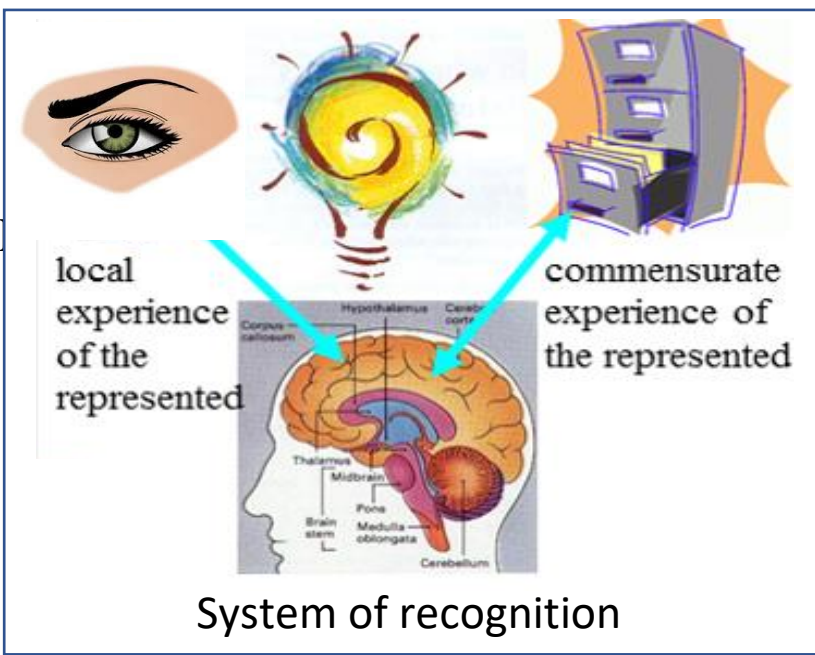 local
experience
of the
represented
commensurate
experience of
the represented
Hypothalamus
Corpus
callosum
Thalamus
Midbrain
Pons
Brain
stem
Medulla
oblongata
Cerebellum
System of recognition